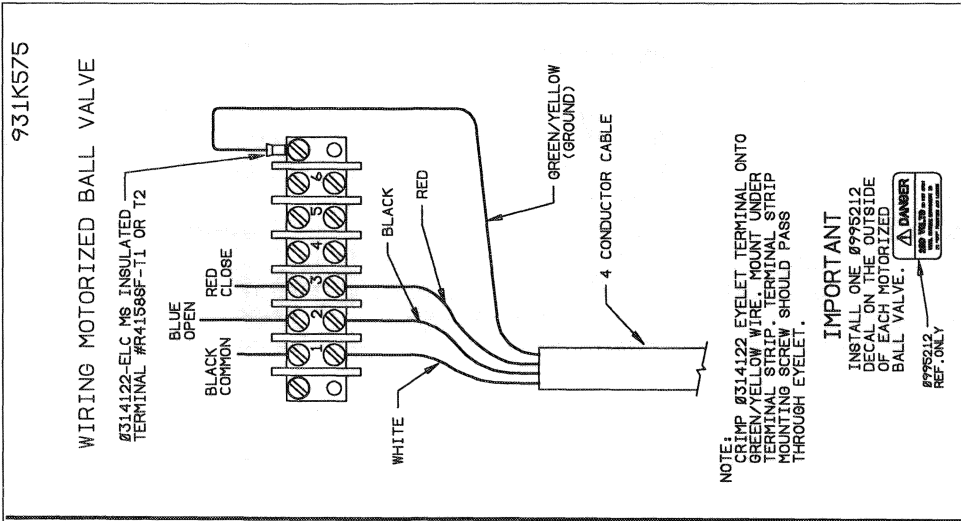 931K575
WIRING MOTORIZED BALL VALVE
Ø314122-ELC MS INSULATED
TERMINAL #R4158SF-T1 OR T2
BLACK
COMMON
BLUE
OPEN
RED
CLOSE
1
2
3
4
5
6
WHITE
BLACK
RED
GREEN/YELLOW
(GROUND)
4 CONDUCTOR CABLE
NOTE:
CRIMP Ø314122 EYELET TERMINAL ONTO
GREEN/YELLOW WIRE. MOUNT UNDER
TERMINAL STRIP. TERMINAL STRIP
MOUNTING SCREW SHOULD PASS
THROUGH EYELET.
IMPORTANT
INSTALL ONE Ø995212
DECAL ON THE OUTSIDE
OF EACH MOTORIZED
BALL VALVE.
DANGER
VOLTS
Ø995212
REF.ONLY